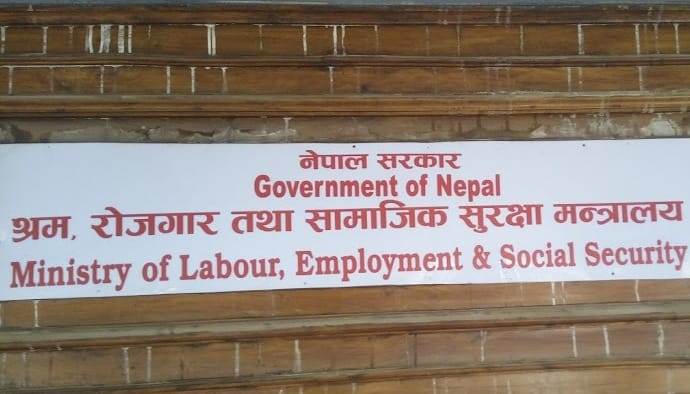 नेपाल सरकार
Government of Nepal
श्रम, रोजगार तथा सामाजिक सुरक्षा मन्त्रालय
Ministry of Labour, Employment & Social Security